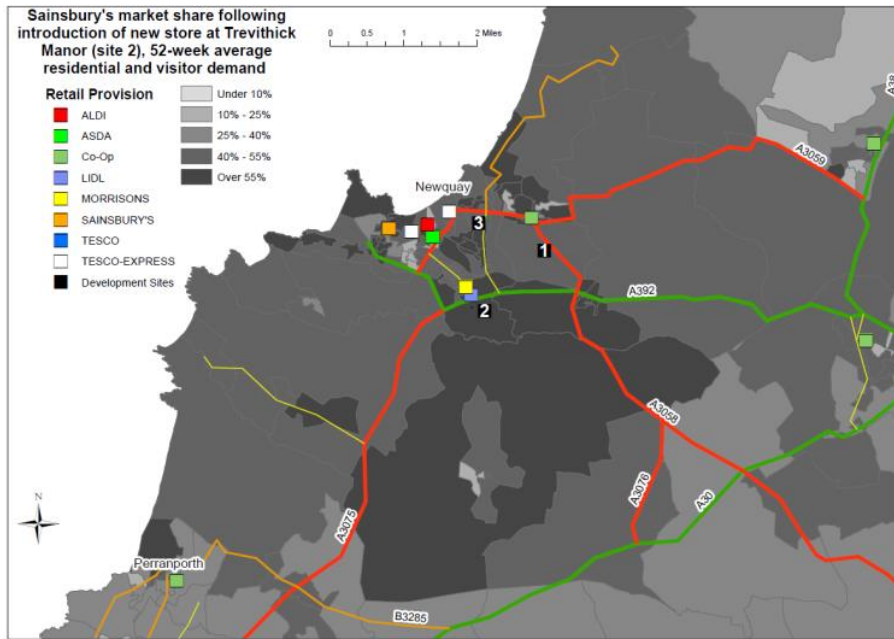 Sainsbury's market share following
introduction of new store at Trevithick
Manor (site 2), 52-week average
residential and visitor demand
0 0.5 1 2 Miles
Retail Provision
ALDI
ASDA
Co-Op
LIDL
MORRISONS
SAINSBURY'S
TESCO
TESCO-EXPRESS
Development Sites
Under 10%
10% - 25%
25% - 40%
40% - 55%
Over 55%
A38
A3059
Newquay
3
1
A392
2
A3058
A3076
A30
A3075
N
Perranporth
B3285